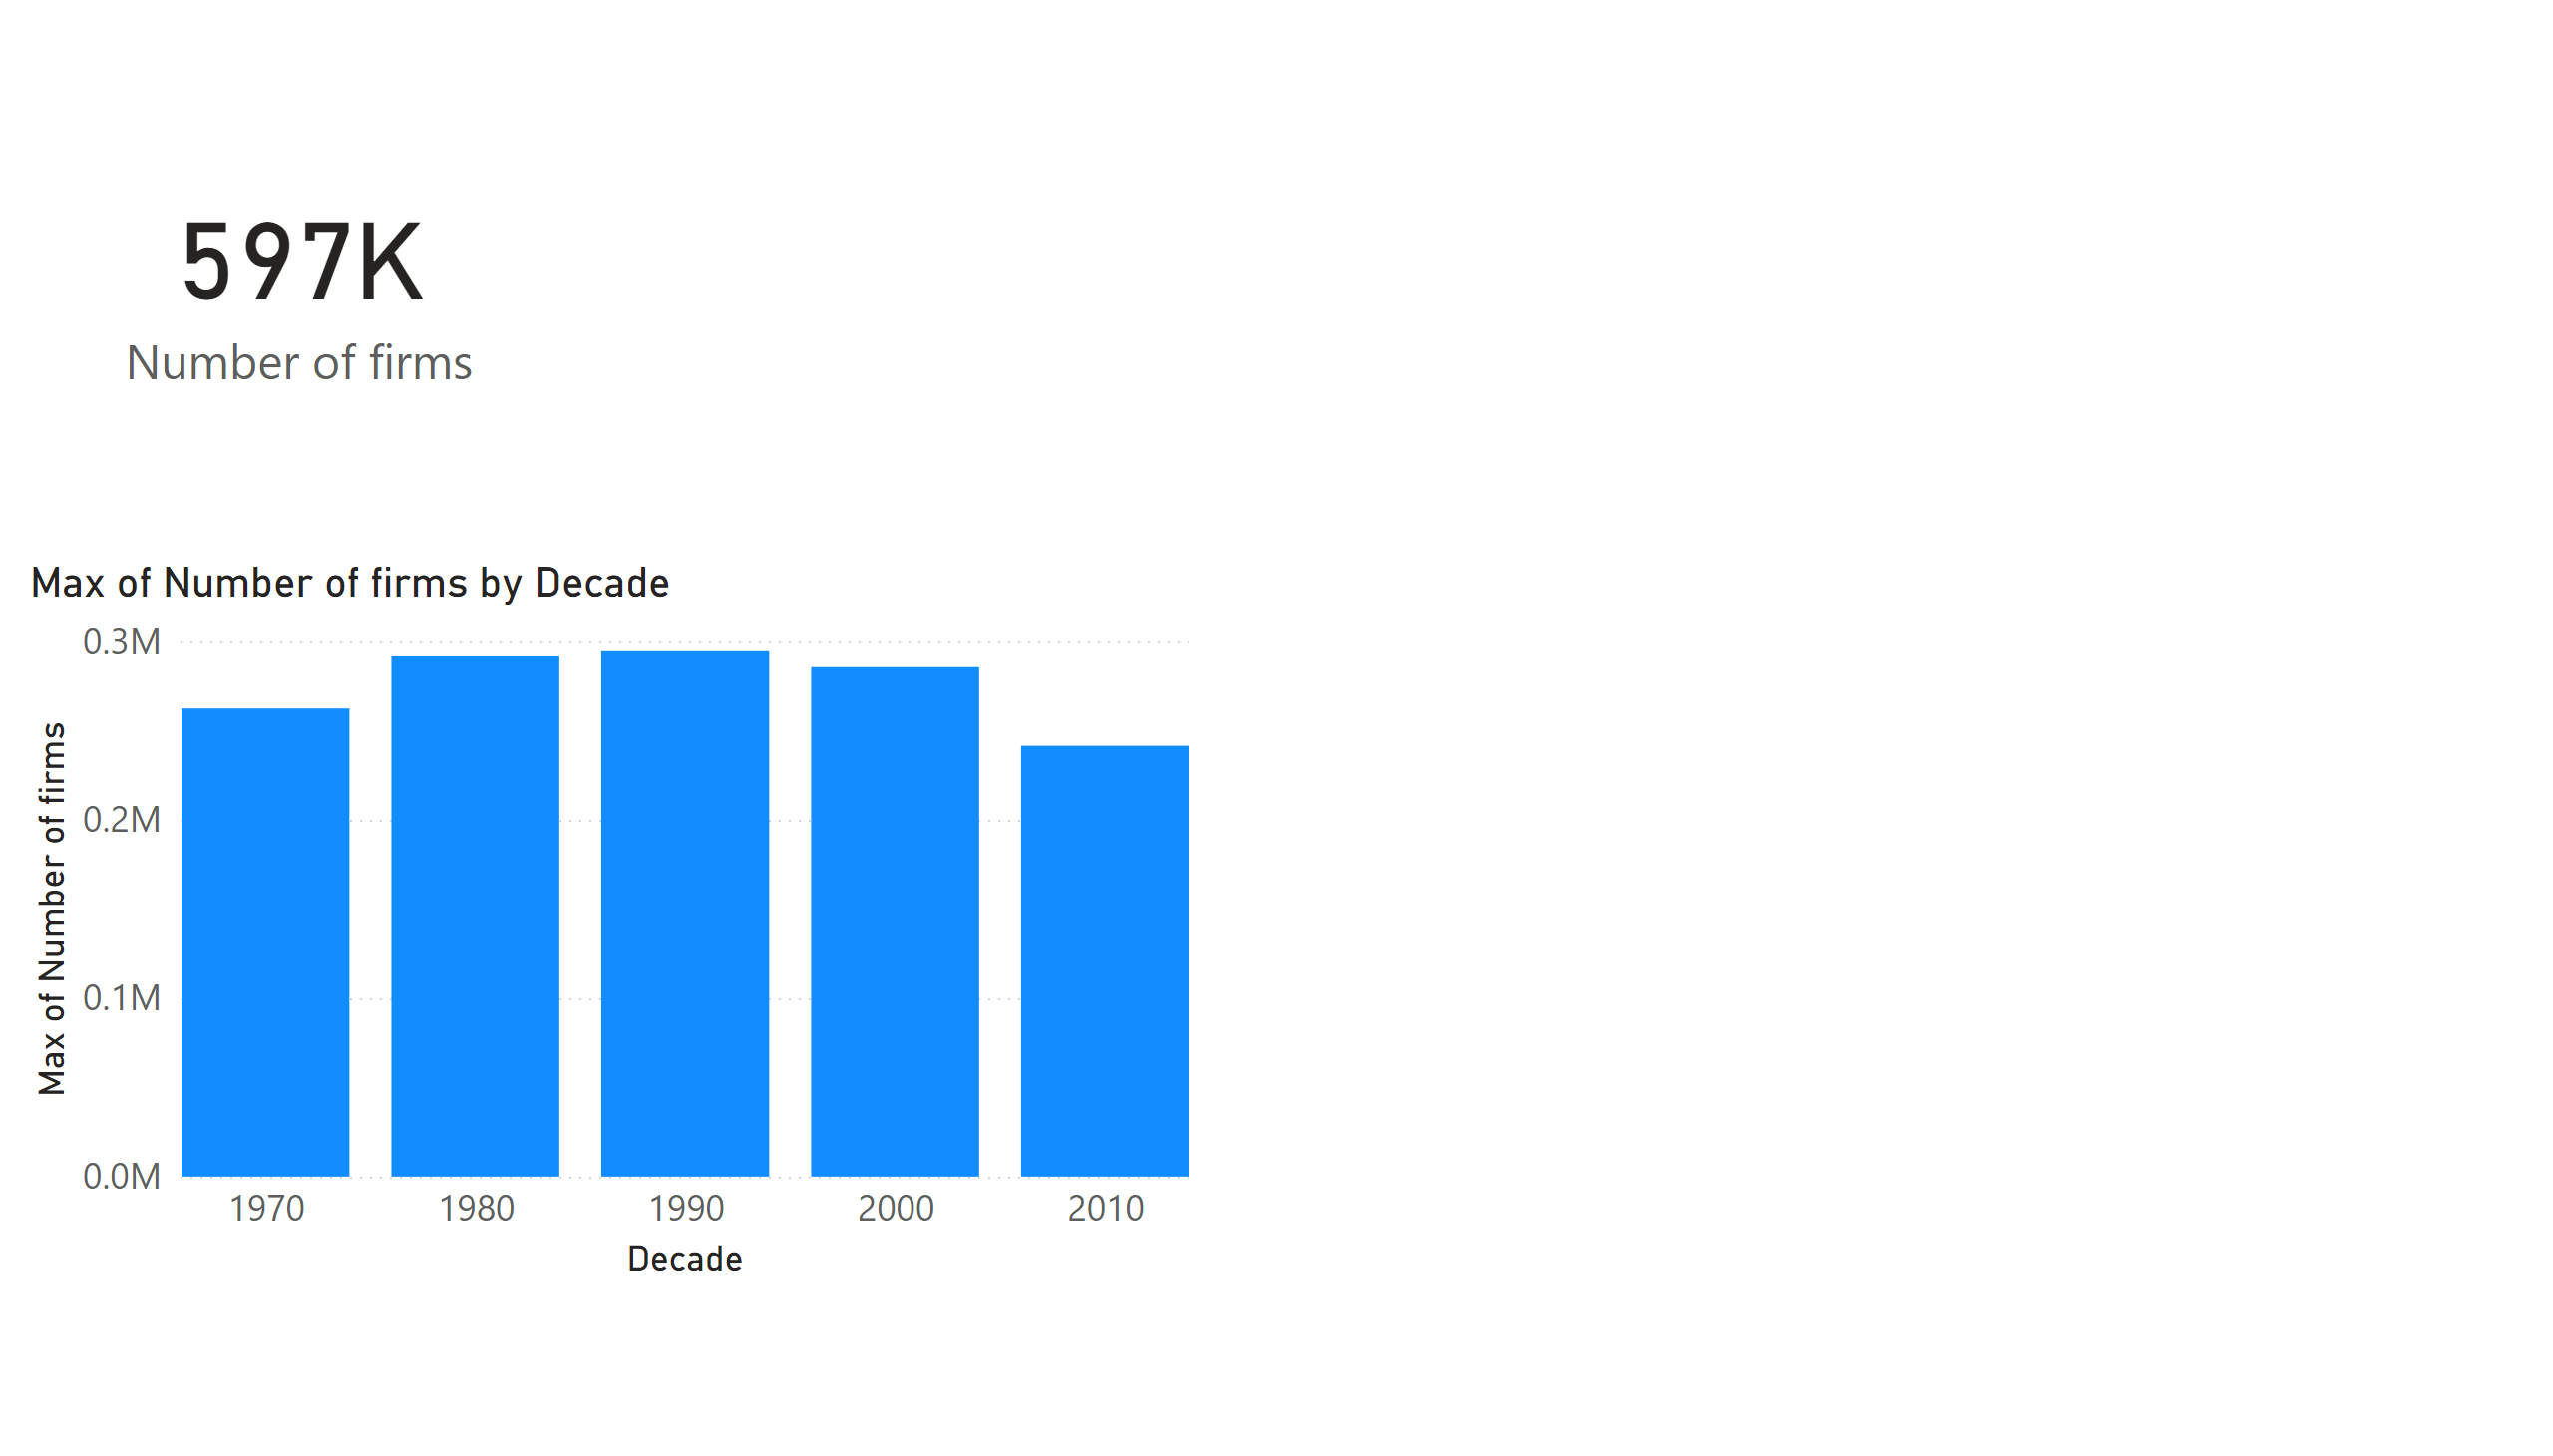 597K
Number of firms
Max of Number of firms by Decade
Max of Number of firms
0.3M
0.2M
0.1M
0.0M
1970 1980 1990 2000 2010
Decade